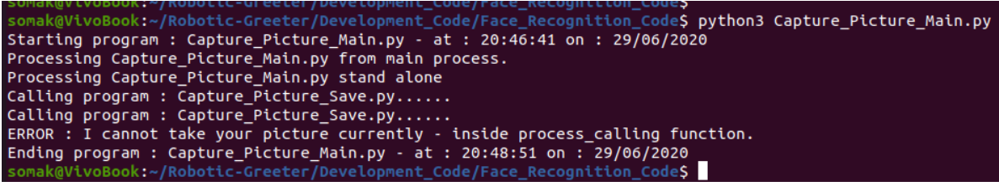 somak@VivoBook:~/Robotic-Greeter/Development_Code/Face_Recognition_Code$
somak@VivoBook:~/Robotic-Greeter/Development_Code/Face_Recognition_Code$ python3 Capture_Picture_Main.py
Starting program : Capture_Picture_Main.py - at : 20:46:41 on : 29/06/2020
Processing Capture_Picture_Main.py from main process.
Processing Capture_Picture_Main.py stand alone
Calling program : Capture_Picture_Save.py......
Calling program : Capture_Picture_Save.py......
ERROR : I cannot take your picture currently - inside process_calling function.
Ending program : Capture_Picture_Main.py - at : 20:48:51 on : 29/06/2020
somak@VivoBook:~/Robotic-Greeter/Development_Code/Face_Recognition_Code$